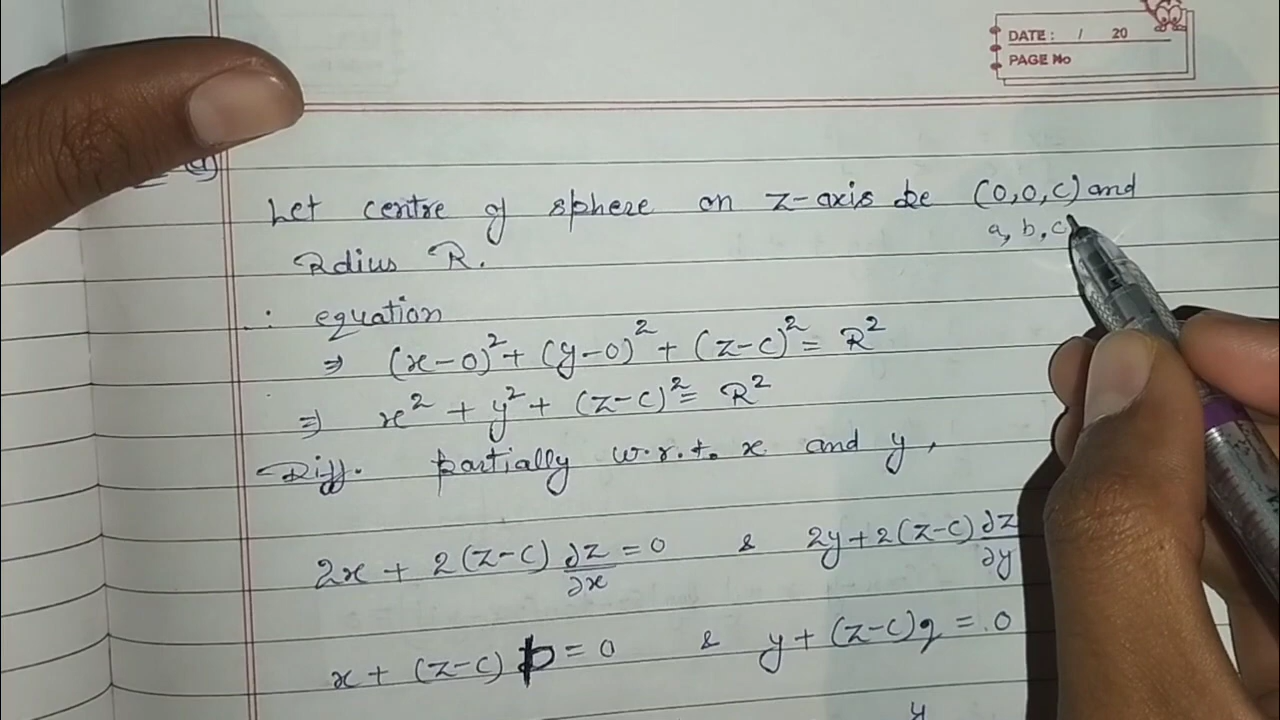 DATE: / 20
PAGE No
(a)
Let centre of sphere on z-axis be (0,0,c) and
a, b, c
Rdius R.
∴ equation
⇒ (x-0)² + (y-0)² + (z-c)² = R²
⇒ x² + y² + (z-c)² = R²
Diff. partially w.r.t. x and y,
2x + 2(z-c) ∂z/∂x = 0 & 2y + 2(z-c) ∂z/∂y
x + (z-c) p = 0 & y + (z-c)q = 0
y